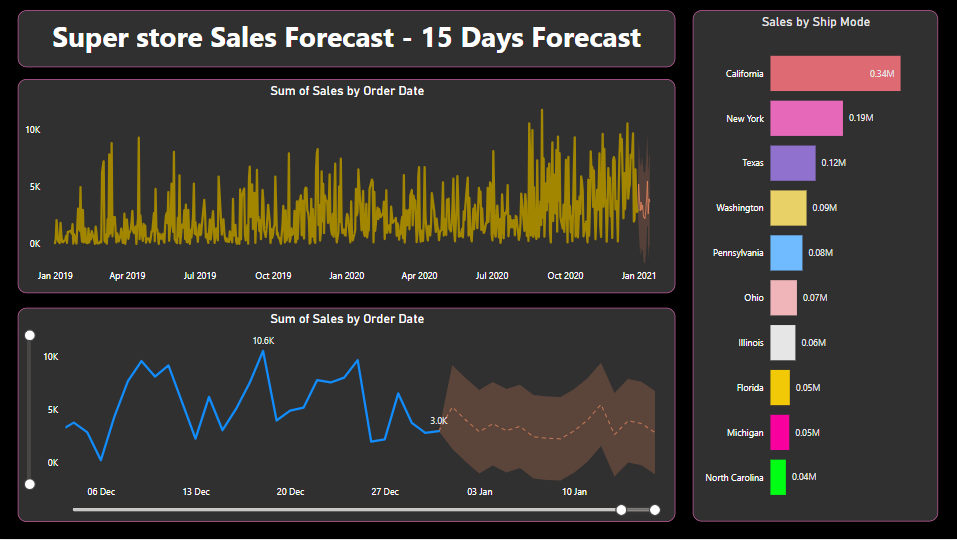 Super store Sales Forecast - 15 Days Forecast
Sum of Sales by Order Date
10K
5K
0K
Jan 2019 Apr 2019 Jul 2019 Oct 2019 Jan 2020 Apr 2020 Jul 2020 Oct 2020 Jan 2021
Sum of Sales by Order Date
10.6K
10K
5K
3.0K
0K
06 Dec 13 Dec 20 Dec 27 Dec 03 Jan 10 Jan
Sales by Ship Mode
California 0.34M
New York 0.19M
Texas 0.12M
Washington 0.09M
Pennsylvania 0.08M
Ohio 0.07M
Illinois 0.06M
Florida 0.05M
Michigan 0.05M
North Carolina 0.04M